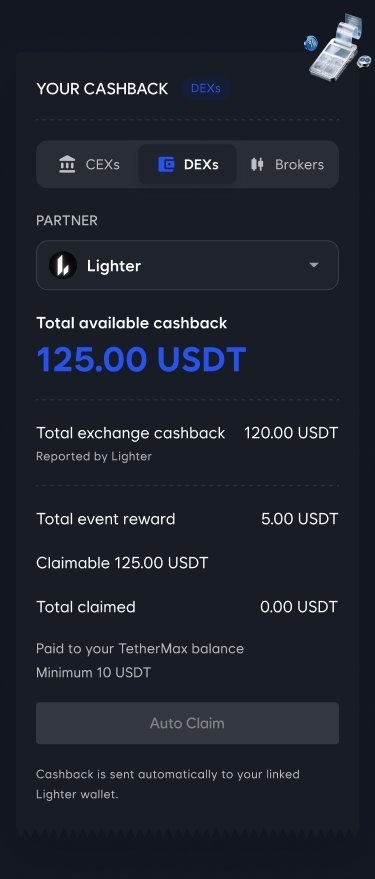 YOUR CASHBACK DEXs
CEXs DEXs Brokers
PARTNER
Lighter
Total available cashback
125.00 USDT
Total exchange cashback 120.00 USDT
Reported by Lighter
Total event reward 5.00 USDT
Claimable 125.00 USDT
Total claimed 0.00 USDT
Paid to your TetherMax balance
Minimum 10 USDT
Auto Claim
Cashback is sent automatically to your linked
Lighter wallet.